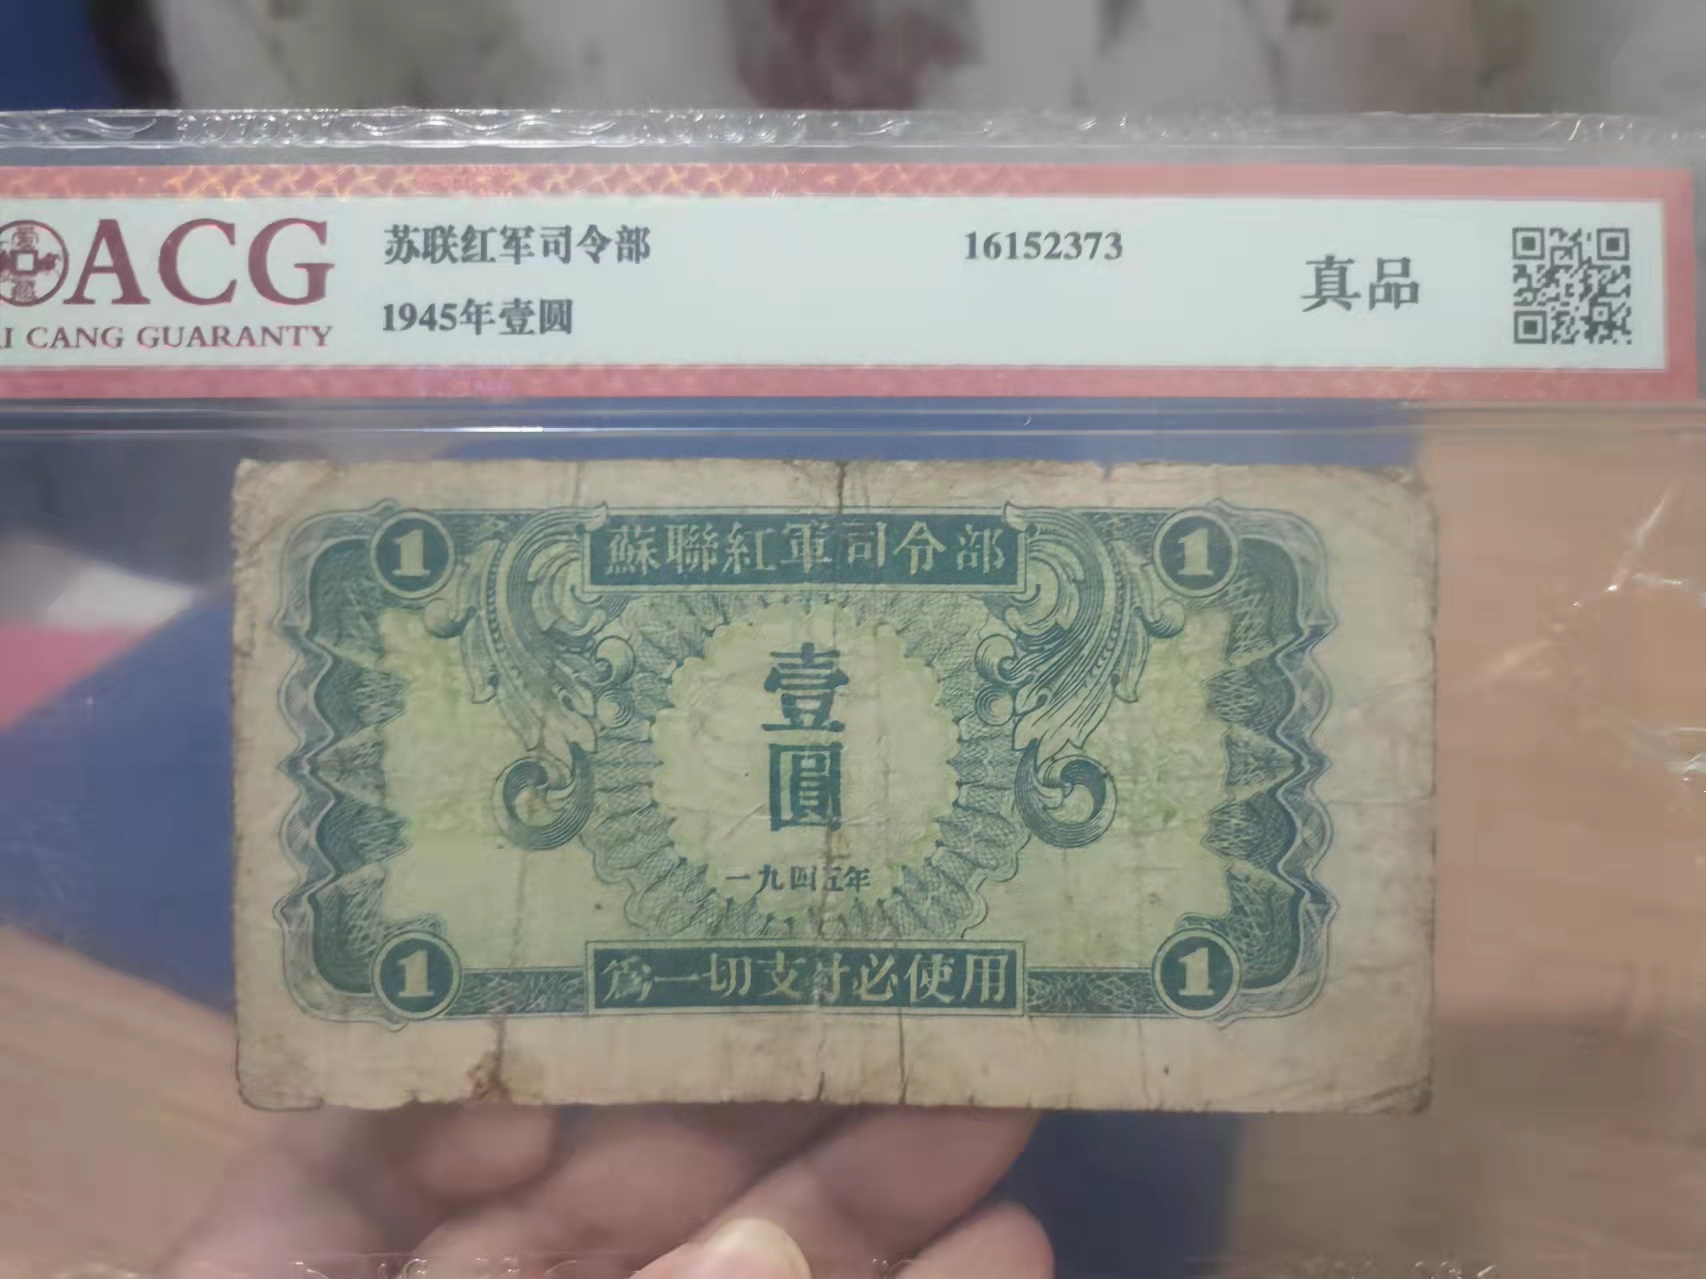 ACG
I CANG GUARANTY
苏联红军司令部
1945年壹圆
16152373
真品
1
蘇聯紅軍司令部
1
壹
圓
一九四五年
1
爲一切支付必使用
1